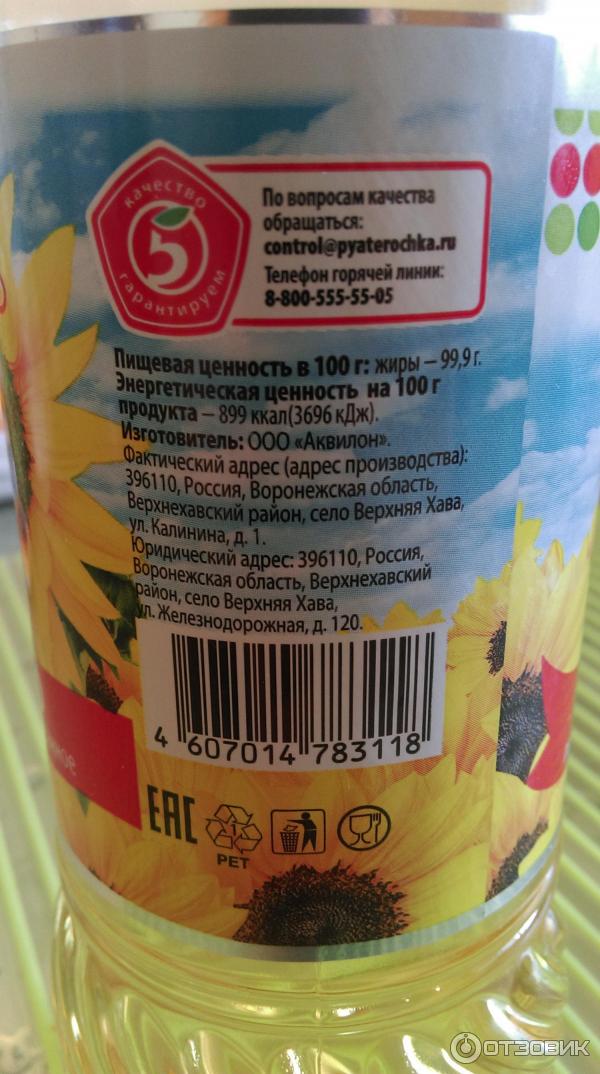 качество
гарантируем
5
По вопросам качества
обращаться:
control@pyaterochka.ru
Телефон горячей линии:
8-800-555-55-05
Пищевая ценность в 100 г: жиры – 99,9 г.
Энергетическая ценность на 100 г
продукта – 899 ккал(3696 кДж).
Изготовитель: ООО «Аквилон».
Фактический адрес (адрес производства):
396110, Россия, Воронежская область,
Верхнехавский район, село Верхняя Хава,
ул. Калинина, д. 1.
Юридический адрес: 396110, Россия,
Воронежская область, Верхнехавский
район, село Верхняя Хава,
ул. Железнодорожная, д. 120.
4 607014 783118
EAC
1
PET
ОТЗОВИК